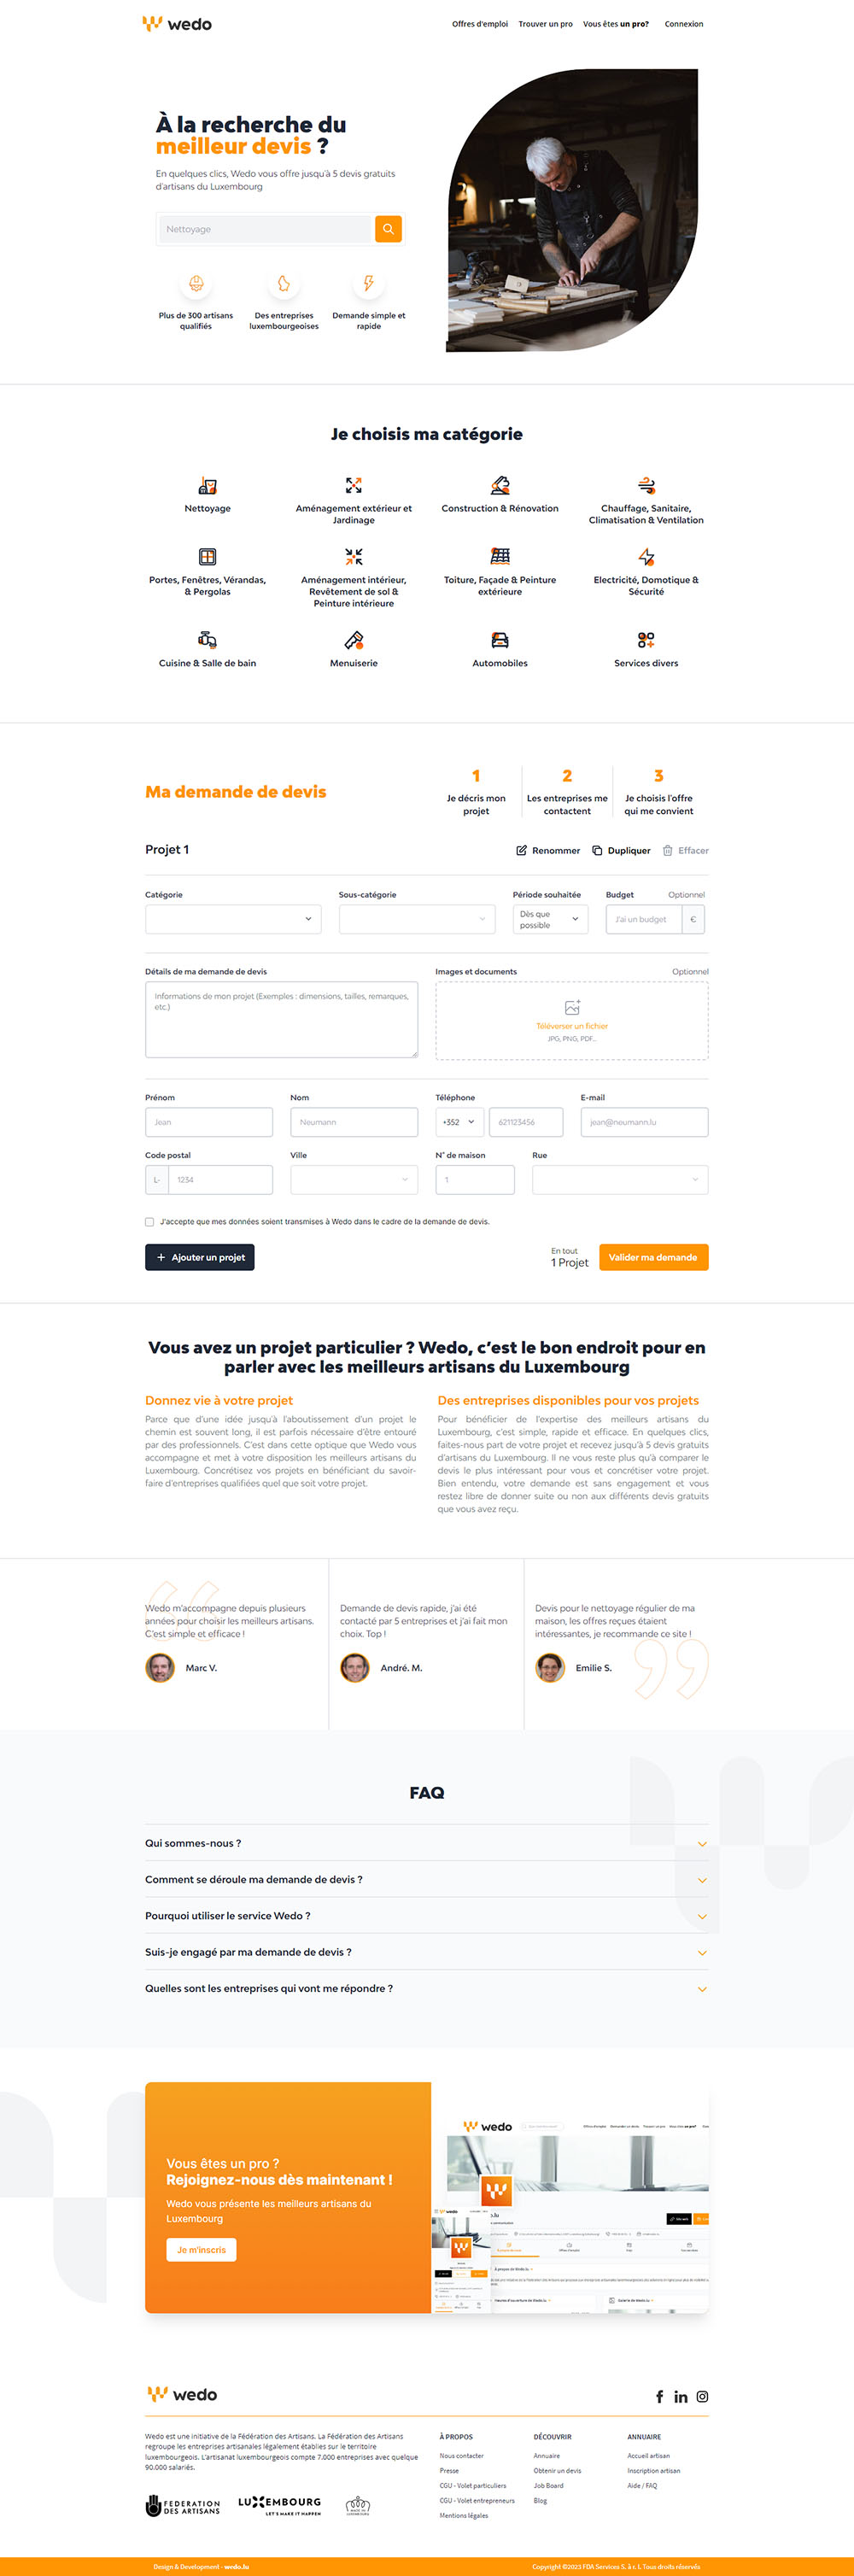 wedo
Offres d'emploi
Trouver un pro
Vous êtes un pro?
Connexion
À la recherche du
meilleur devis ?
En quelques clics, Wedo vous offre jusqu'à 5 devis gratuits
d'artisans du Luxembourg
Nettoyage
Plus de 300 artisans
qualifiés
Des entreprises
luxembourgeoises
Demande simple et
rapide
Je choisis ma catégorie
Nettoyage
Aménagement extérieur et
Jardinage
Construction & Rénovation
Chauffage, Sanitaire,
Climatisation & Ventilation
Portes, Fenêtres, Vérandas,
& Pergolas
Aménagement intérieur,
Revêtement de sol &
Peinture intérieure
Toiture, Façade & Peinture
extérieure
Electricité, Domotique &
Sécurité
Cuisine & Salle de bain
Menuiserie
Automobiles
Services divers
Ma demande de devis
1
Je décris mon
projet
2
Les entreprises me
contactent
3
Je choisis l'offre
qui me convient
Projet 1
Renommer
Dupliquer
Effacer
Catégorie
Sous-catégorie
Période souhaitée
Dès que
possible
Budget
Optionnel
J'ai un budget
€
Détails de ma demande de devis
Informations de mon projet (Exemples : dimensions, tailles, remarques,
etc.)
Images et documents
Optionnel
Téléverser un fichier
JPG, PNG, PDF...
Prénom
Jean
Nom
Neumann
Téléphone
+352
621123456
E-mail
jean@neumann.lu
Code postal
L-
1234
Ville
N° de maison
1
Rue
J'accepte que mes données soient transmises à Wedo dans le cadre de la demande de devis.
Ajouter un projet
En tout
1 Projet
Valider ma demande
Vous avez un projet particulier ? Wedo, c'est le bon endroit pour en
parler avec les meilleurs artisans du Luxembourg
Donnez vie à votre projet
Parce que d'une idée jusqu'à l'aboutissement d'un projet le
chemin est souvent long, il est parfois nécessaire d'être entouré
par des professionnels. C'est dans cette optique que Wedo vous
accompagne et met à votre disposition les meilleurs artisans du
Luxembourg. Concrétisez vos projets en bénéficiant du savoir-
faire d'entreprises qualifiées quel que soit votre projet.
Des entreprises disponibles pour vos projets
Pour bénéficier de l'expertise des meilleurs artisans du
Luxembourg, c'est simple, rapide et efficace. En quelques clics,
faites-nous part de votre projet et recevez jusqu'à 5 devis gratuits
d'artisans du Luxembourg. Il ne vous reste plus qu'à comparer le
devis le plus intéressant pour vous et concrétiser votre projet.
Bien entendu, votre demande est sans engagement et vous
restez libre de donner suite ou non aux différents devis gratuits
que vous avez reçu.
Wedo m'accompagne depuis plusieurs
années pour choisir les meilleurs artisans.
C'est simple et efficace !
Marc V.
Demande de devis rapide, j'ai été
contacté par 5 entreprises et j'ai fait mon
choix. Top !
André. M.
Devis pour le nettoyage régulier de ma
maison, les offres reçues étaient
intéressantes, je recommande ce site !
Emilie S.
FAQ
Qui sommes-nous ?
Comment se déroule ma demande de devis ?
Pourquoi utiliser le service Wedo ?
Suis-je engagé par ma demande de devis ?
Quelles sont les entreprises qui vont me répondre ?
Vous êtes un pro ?
Rejoignez-nous dès maintenant !
Wedo vous présente les meilleurs artisans du
Luxembourg
Je m'inscris
wedo
wedo
Wedo est une initiative de la Fédération des Artisans. La Fédération des Artisans
regroupe les entreprises artisanales légalement établies sur le territoire
luxembourgeois. L'artisanat luxembourgeois compte 7.000 entreprises avec quelque
90.000 salariés.
FEDERATION
DES ARTISANS
LUXEMBOURG
LET'S MAKE IT HAPPEN
À PROPOS
Nous contacter
Presse
CGU - Volet particuliers
CGU - Volet entrepreneurs
Mentions légales
DÉCOUVRIR
Annuaire
Obtenir un devis
Job Board
Blog
ANNUAIRE
Accueil artisan
Inscription artisan
Aide / FAQ
Design & Development - wedo.lu
Copyright ©2023 FDA Services S. à r. l. Tous droits réservés